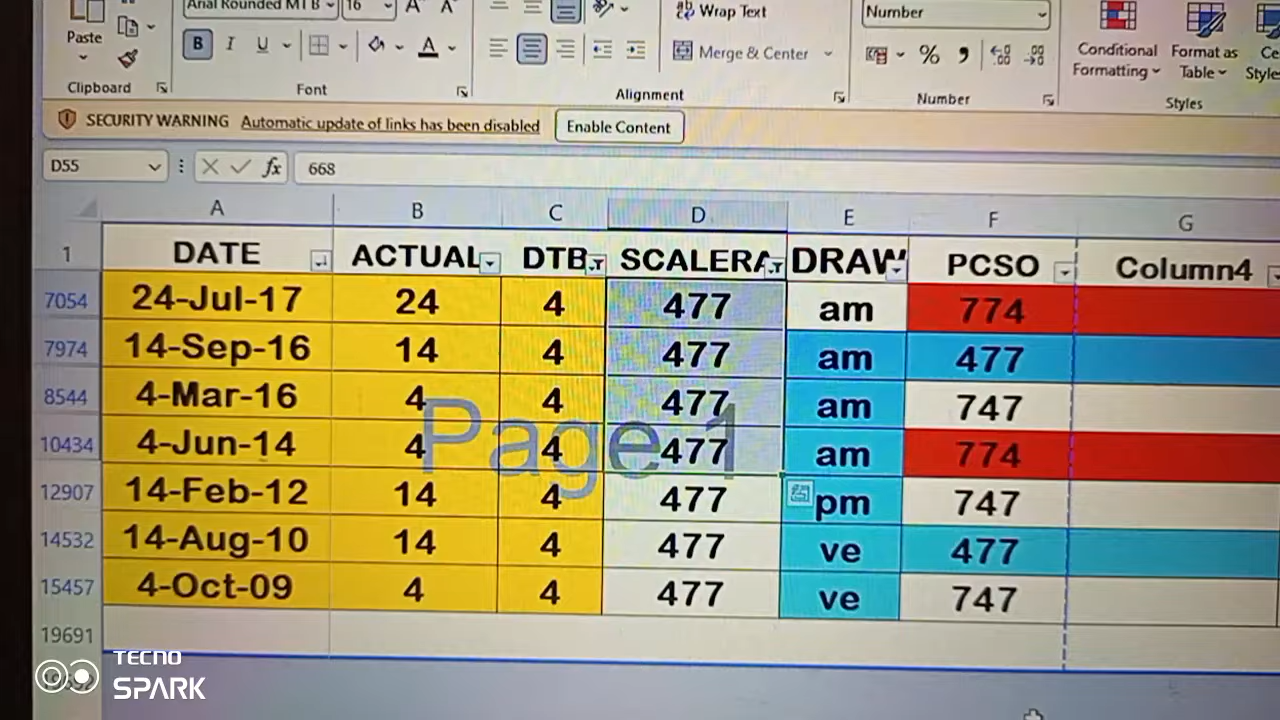 Paste
Clipboard
Arial Rounded MT B
16
B I U
Font
Wrap Text
Merge & Center
Alignment
Number
%
Number
Conditional Formatting
Format as Table
Styles
SECURITY WARNING Automatic update of links has been disabled Enable Content
D55 fx 668
A B C D E F G
1 DATE ACTUAL DTB SCALERA DRAW PCSO Column4
7054 24-Jul-17 24 4 477 am 774
7974 14-Sep-16 14 4 477 am 477
8544 4-Mar-16 4 4 477 am 747
10434 4-Jun-14 4 4 477 am 774
12907 14-Feb-12 14 4 477 pm 747
14532 14-Aug-10 14 4 477 ve 477
15457 4-Oct-09 4 4 477 ve 747
19691
Page 1
TECNO
SPARK